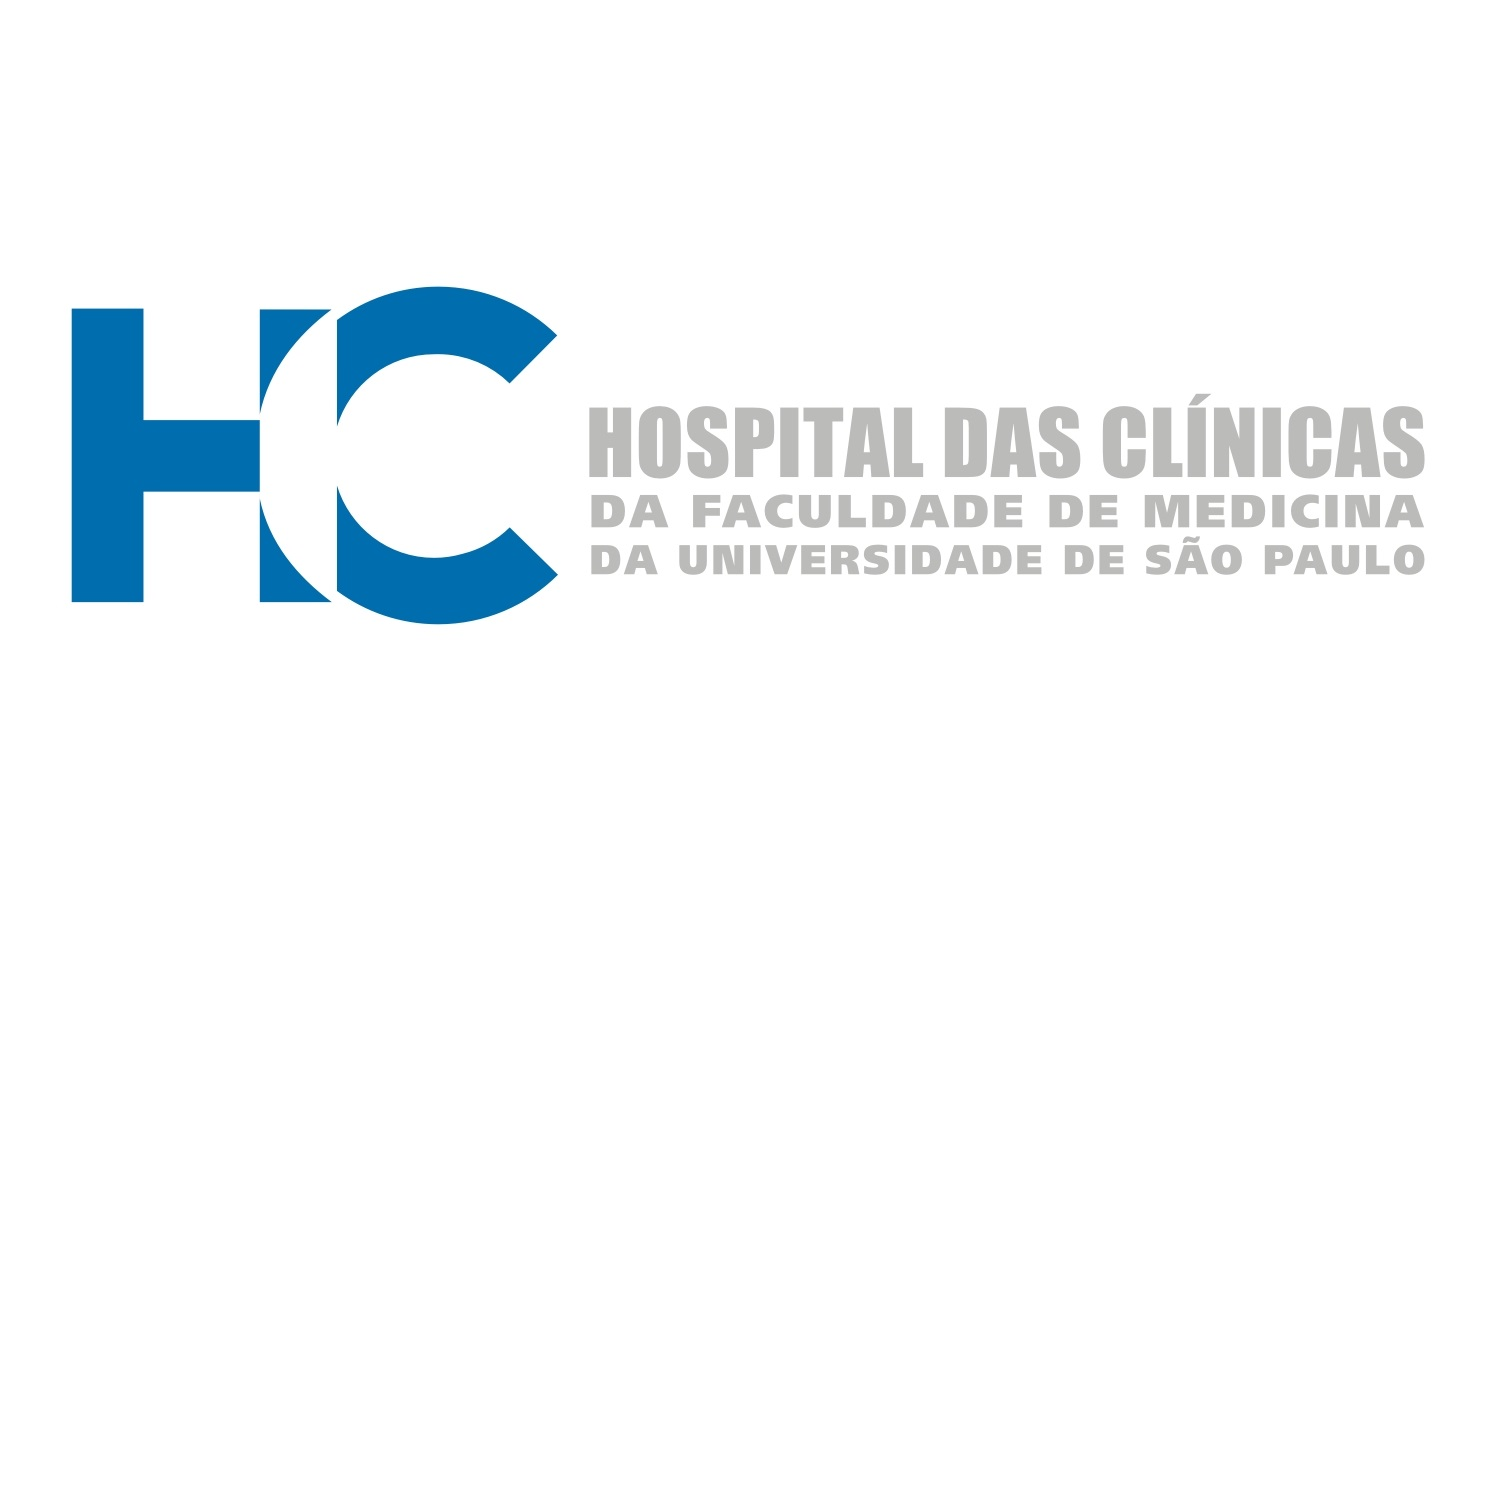 HC
HOSPITAL DAS CLÍNICAS
DA FACULDADE DE MEDICINA
DA UNIVERSIDADE DE SÃO PAULO